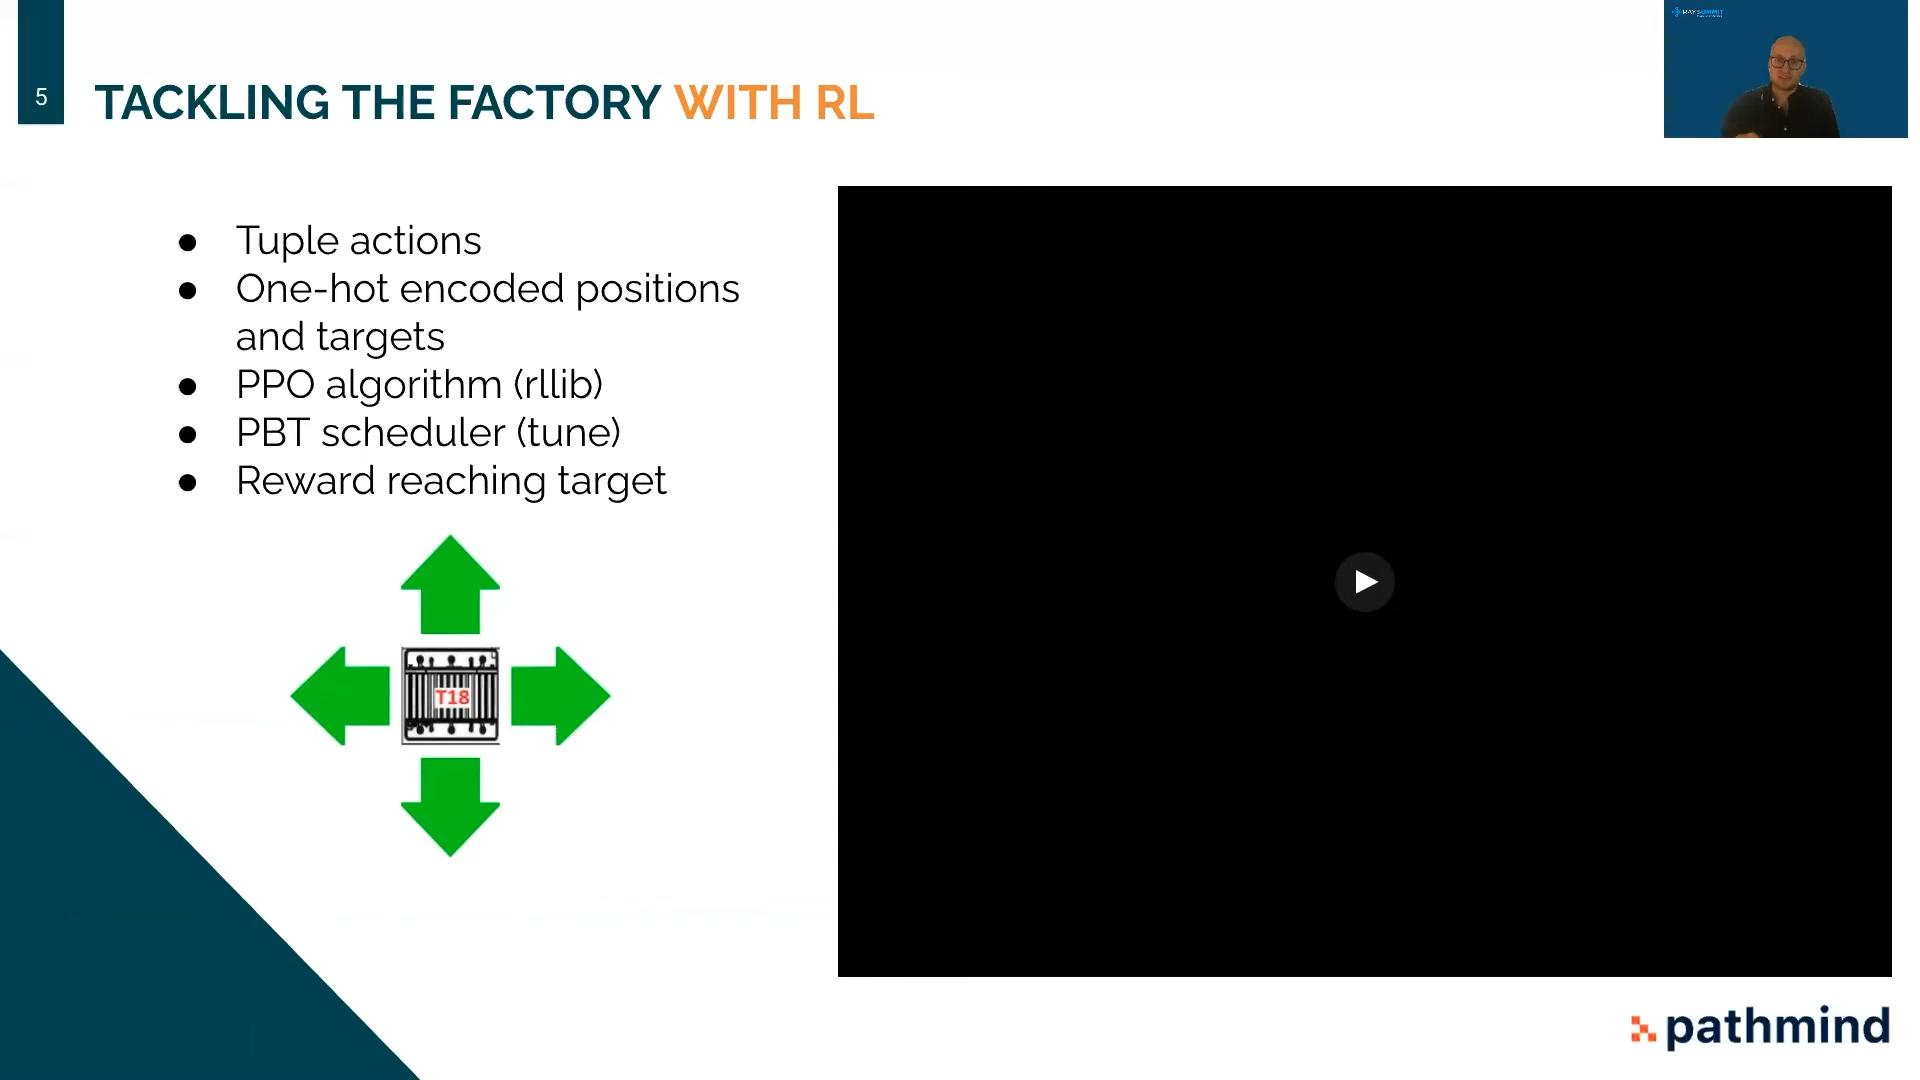 5
TACKLING THE FACTORY WITH RL
● Tuple actions
● One-hot encoded positions
and targets
● PPO algorithm (rllib)
● PBT scheduler (tune)
● Reward reaching target
T18
pathmind